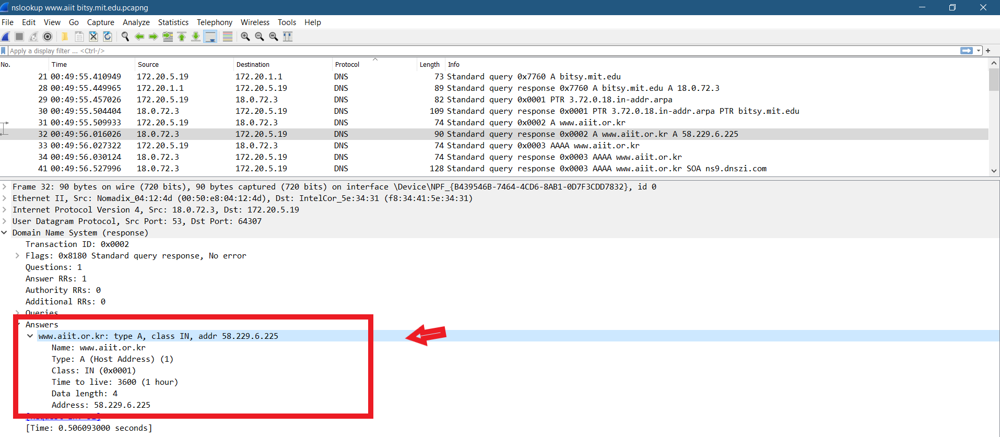 nslookup www.aiit bitsy.mit.edu.pcapng
File Edit View Go Capture Analyze Statistics Telephony Wireless Tools Help
Apply a display filter ... <Ctrl-/>
No. Time Source Destination Protocol Length Info
21 00:49:55.410949 172.20.5.19 172.20.1.1 DNS 73 Standard query 0x7760 A bitsy.mit.edu
28 00:49:55.449965 172.20.1.1 172.20.5.19 DNS 89 Standard query response 0x7760 A bitsy.mit.edu A 18.0.72.3
29 00:49:55.457026 172.20.5.19 18.0.72.3 DNS 82 Standard query 0x0001 PTR 3.72.0.18.in-addr.arpa
30 00:49:55.504404 18.0.72.3 172.20.5.19 DNS 109 Standard query response 0x0001 PTR 3.72.0.18.in-addr.arpa PTR bitsy.mit.edu
31 00:49:55.509933 172.20.5.19 18.0.72.3 DNS 74 Standard query 0x0002 A www.aiit.or.kr
32 00:49:56.016026 18.0.72.3 172.20.5.19 DNS 90 Standard query response 0x0002 A www.aiit.or.kr A 58.229.6.225
33 00:49:56.027322 172.20.5.19 18.0.72.3 DNS 74 Standard query 0x0003 AAAA www.aiit.or.kr
34 00:49:56.030124 18.0.72.3 172.20.5.19 DNS 74 Standard query response 0x0003 AAAA www.aiit.or.kr
41 00:49:56.527996 18.0.72.3 172.20.5.19 DNS 128 Standard query response 0x0003 AAAA www.aiit.or.kr SOA ns9.dnszi.com
Frame 32: 90 bytes on wire (720 bits), 90 bytes captured (720 bits) on interface \Device\NPF_{B439546B-7464-4CD6-8AB1-0D7F3CDD7832}, id 0
Ethernet II, Src: Nomadix_04:12:4d (00:50:e8:04:12:4d), Dst: IntelCor_5e:34:31 (f8:34:41:5e:34:31)
Internet Protocol Version 4, Src: 18.0.72.3, Dst: 172.20.5.19
User Datagram Protocol, Src Port: 53, Dst Port: 64307
Domain Name System (response)
Transaction ID: 0x0002
Flags: 0x8180 Standard query response, No error
Questions: 1
Answer RRs: 1
Authority RRs: 0
Additional RRs: 0
Queries
Answers
www.aiit.or.kr: type A, class IN, addr 58.229.6.225
Name: www.aiit.or.kr
Type: A (Host Address) (1)
Class: IN (0x0001)
Time to live: 3600 (1 hour)
Data length: 4
Address: 58.229.6.225
[Time: 0.506093000 seconds]